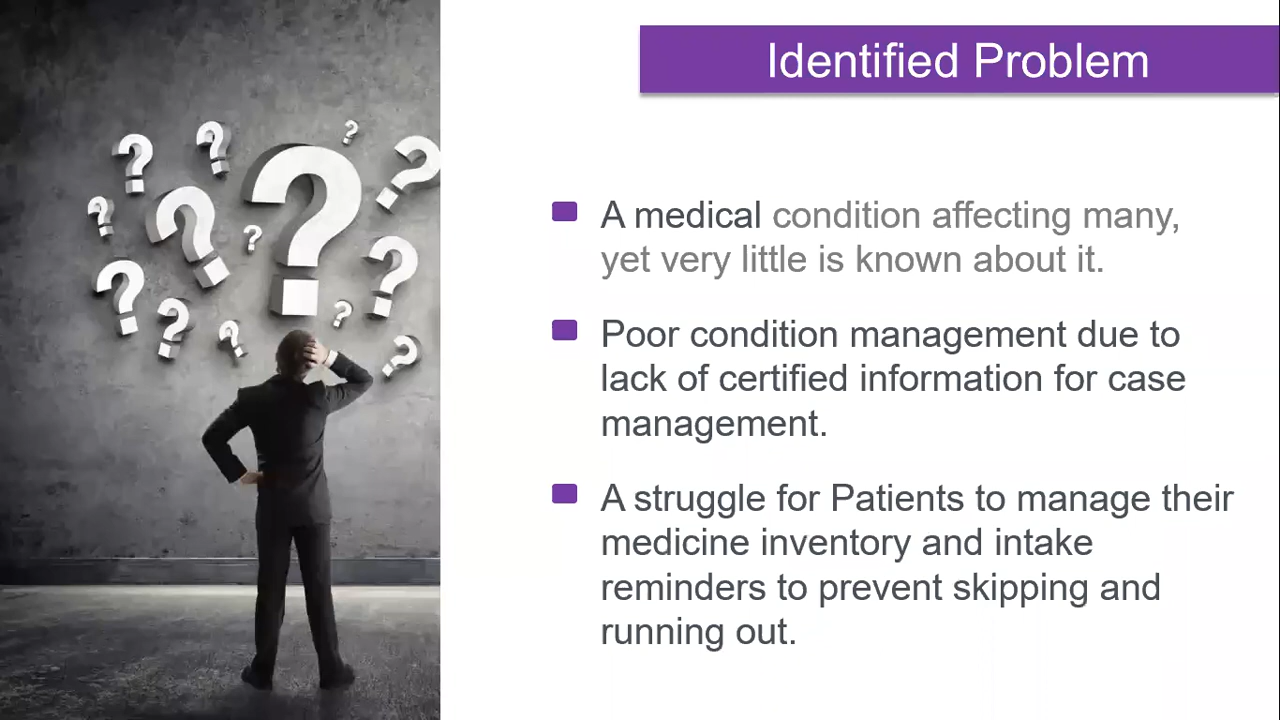 Identified Problem
A medical condition affecting many,
yet very little is known about it.
Poor condition management due to
lack of certified information for case
management.
A struggle for Patients to manage their
medicine inventory and intake
reminders to prevent skipping and
running out.